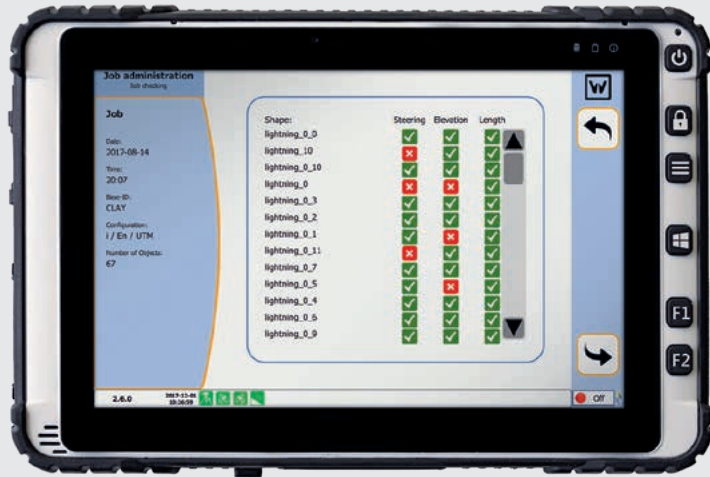 Job administration
Job checking
Job
Date:
2017-08-14
Time:
20:07
Base-ID:
CLAY
Configuration:
i / En / UTM
Number of Objects:
67
Shape: Steering Elevation Length
lightning_0_0
lightning_10
lightning_0_10
lightning_0
lightning_0_3
lightning_0_2
lightning_0_1
lightning_0_11
lightning_0_7
lightning_0_5
lightning_0_4
lightning_0_6
lightning_0_9
2.6.0
Off
W
F1
F2